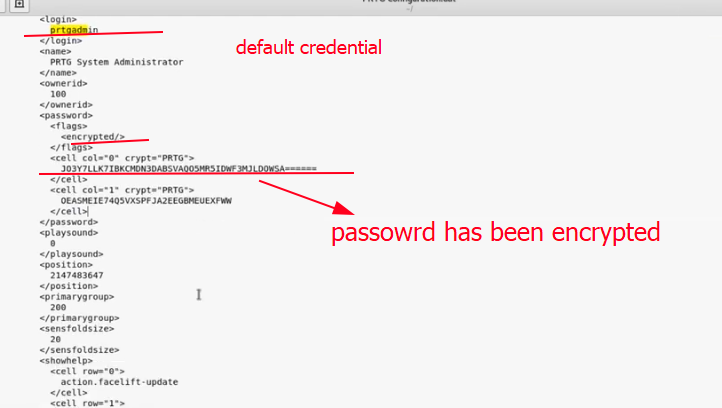 <login>
prtgadmin
</login>
default credential
<name>
PRTG System Administrator
</name>
<ownerid>
100
</ownerid>
<password>
<flags>
<encrypted/>
</flags>
<cell col="0" crypt="PRTG">
JO3Y7LLK7IBKCMDN3DABSVAQO5MR5IDWF3MJLDOWSA======
</cell>
<cell col="1" crypt="PRTG">
OEASMEIE74Q5VXSPFJA2EEGBMEUEXFWW
</cell>
</password>
passowrd has been encrypted
<playsound>
0
</playsound>
<position>
2147483647
</position>
<primarygroup>
200
</primarygroup>
<sensfoldsize>
20
</sensfoldsize>
<showhelp>
<cell row="0">
action.facelift-update
</cell>
<cell row="1">